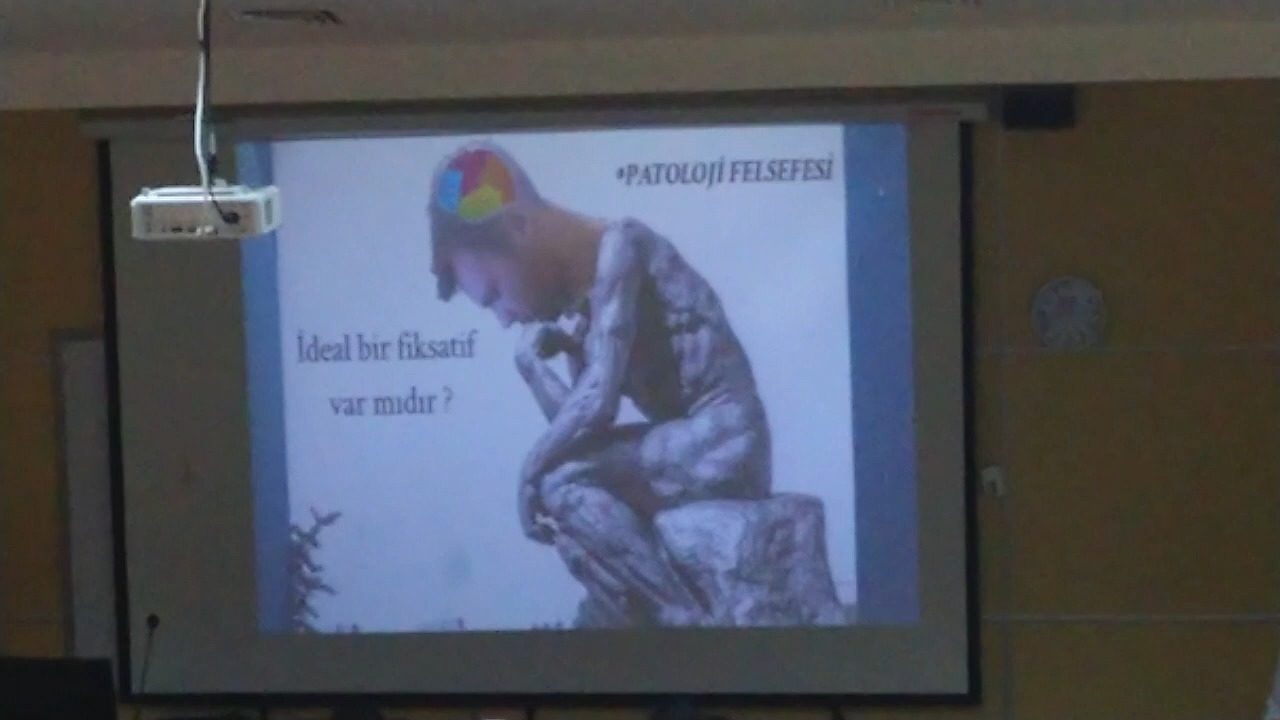 •PATOLOJİ FELSEFESİ
İdeal bir fiksatif
var mıdır ?